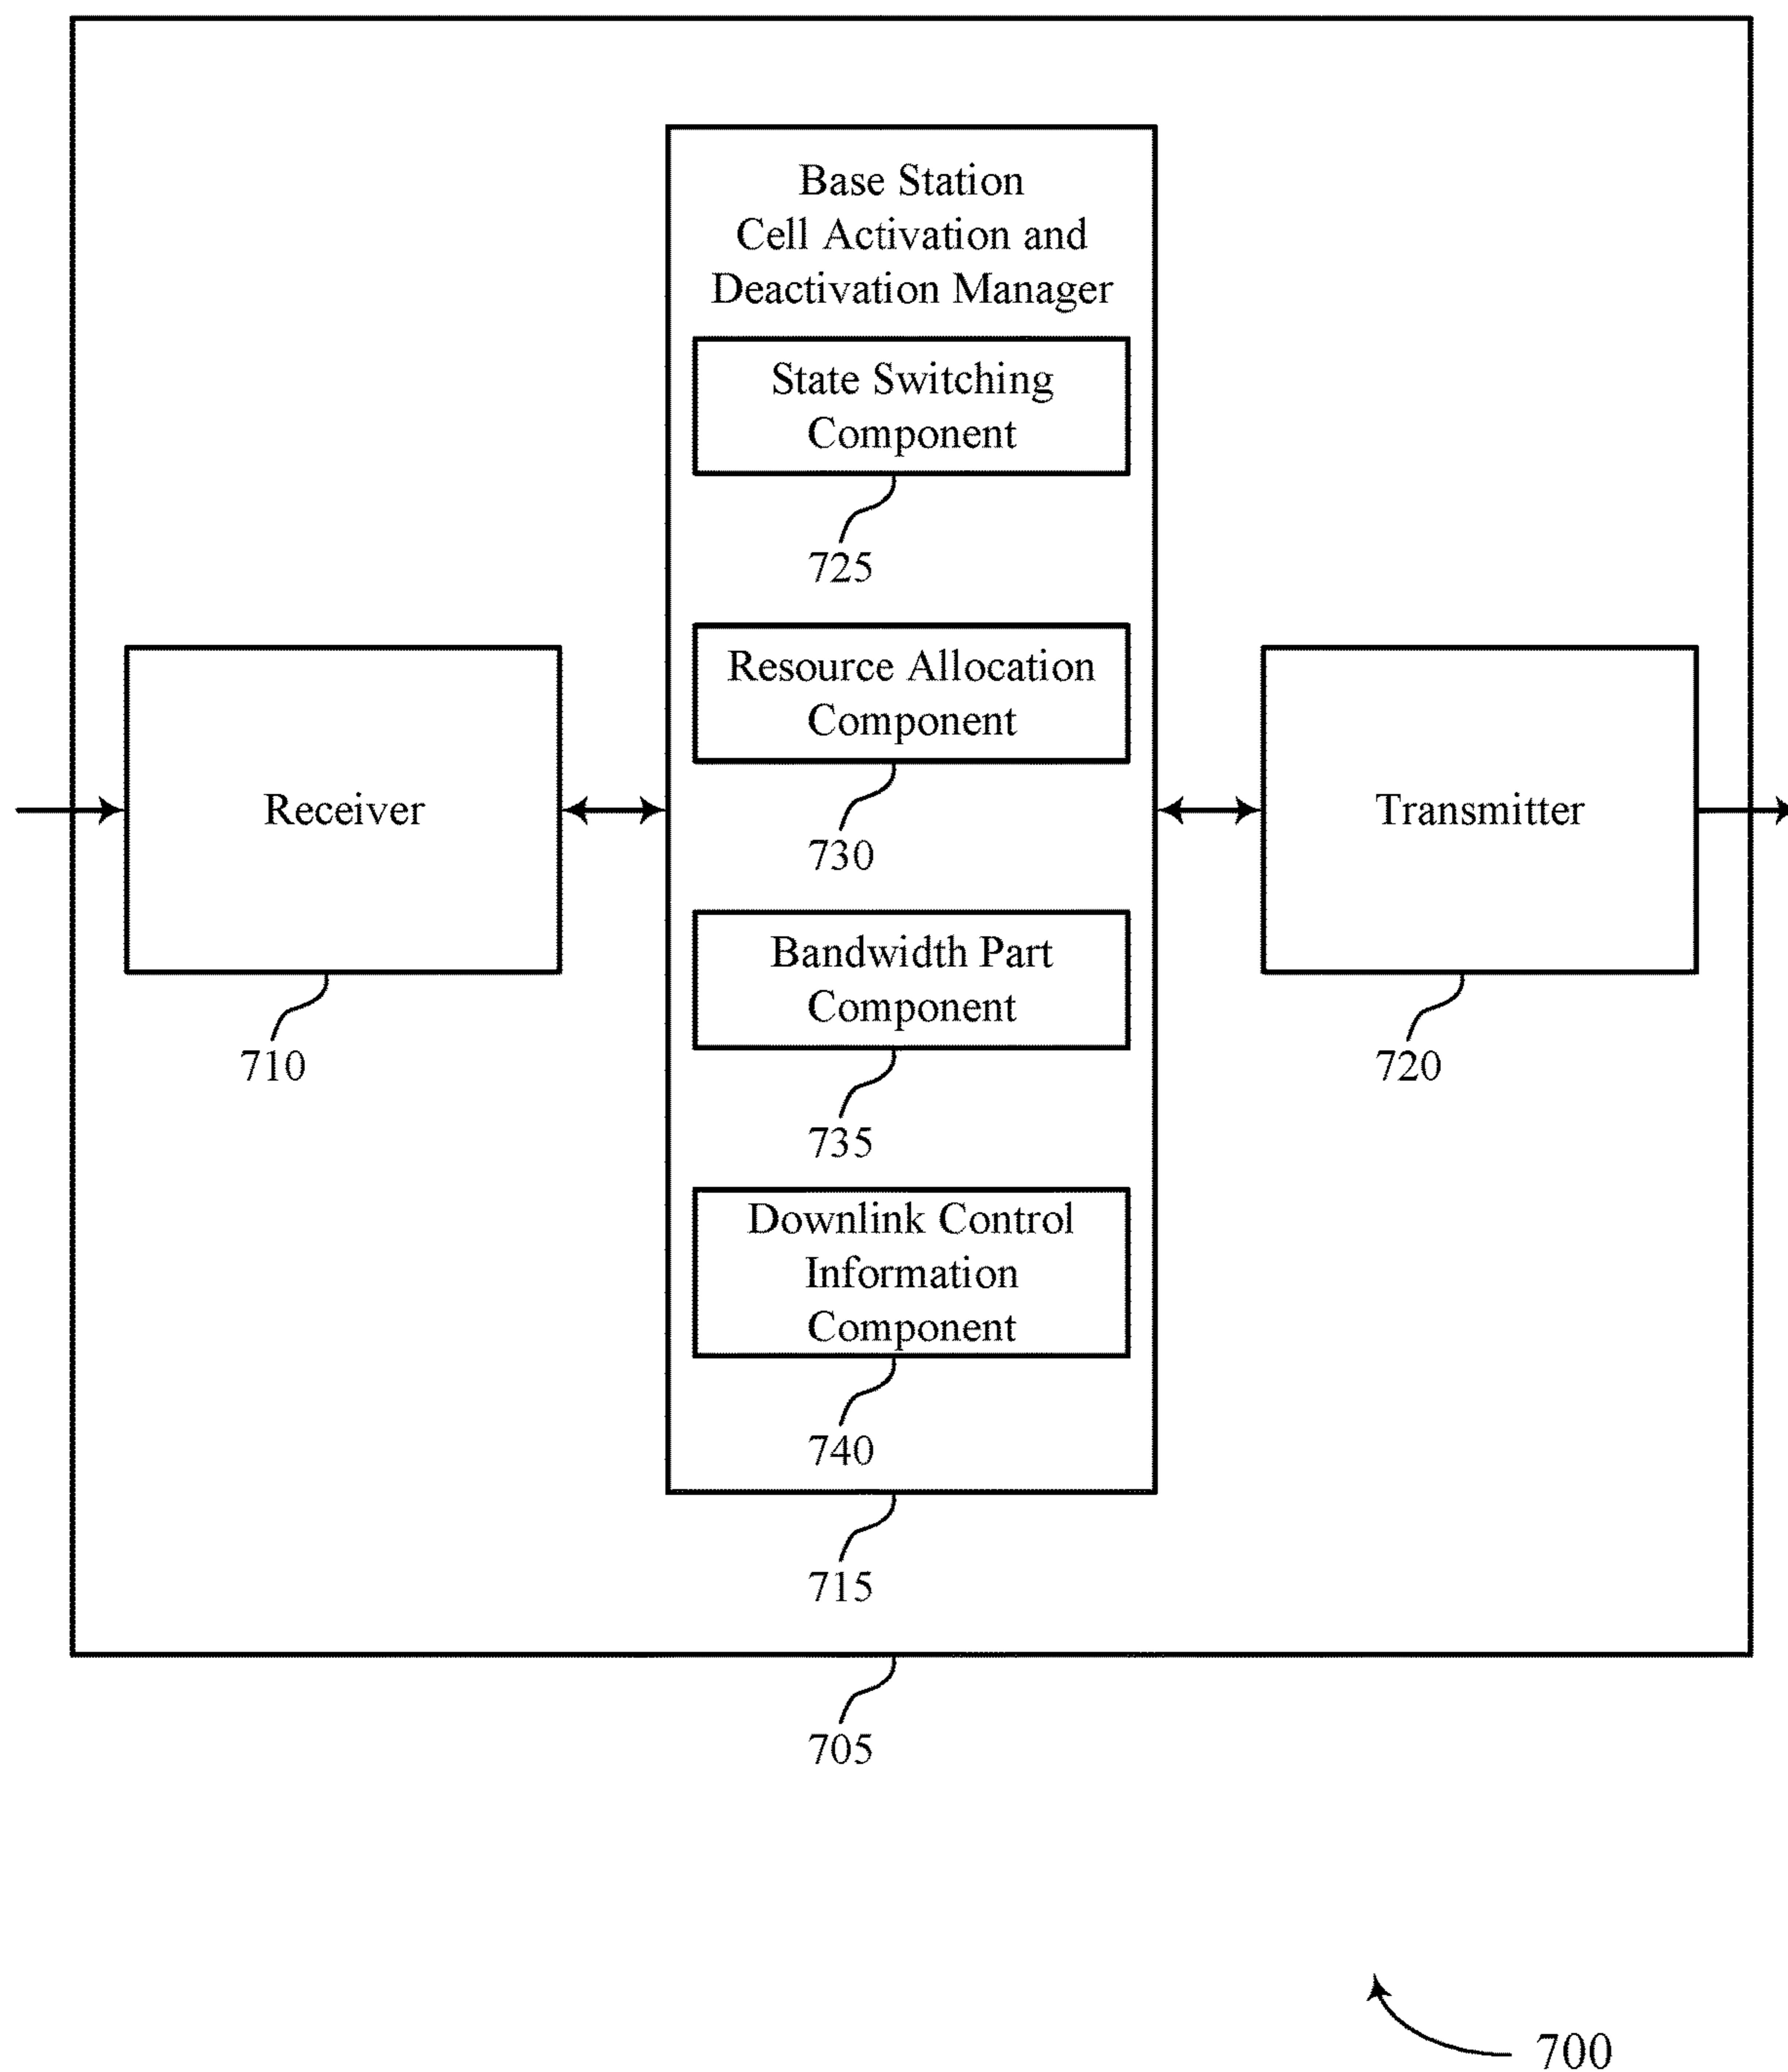 Base Station
Cell Activation and
Deactivation Manager
State Switching
Component
725
Resource Allocation
Component
730
Receiver
710
Transmitter
720
Bandwidth Part
Component
735
Downlink Control
Information
Component
740
715
705
700